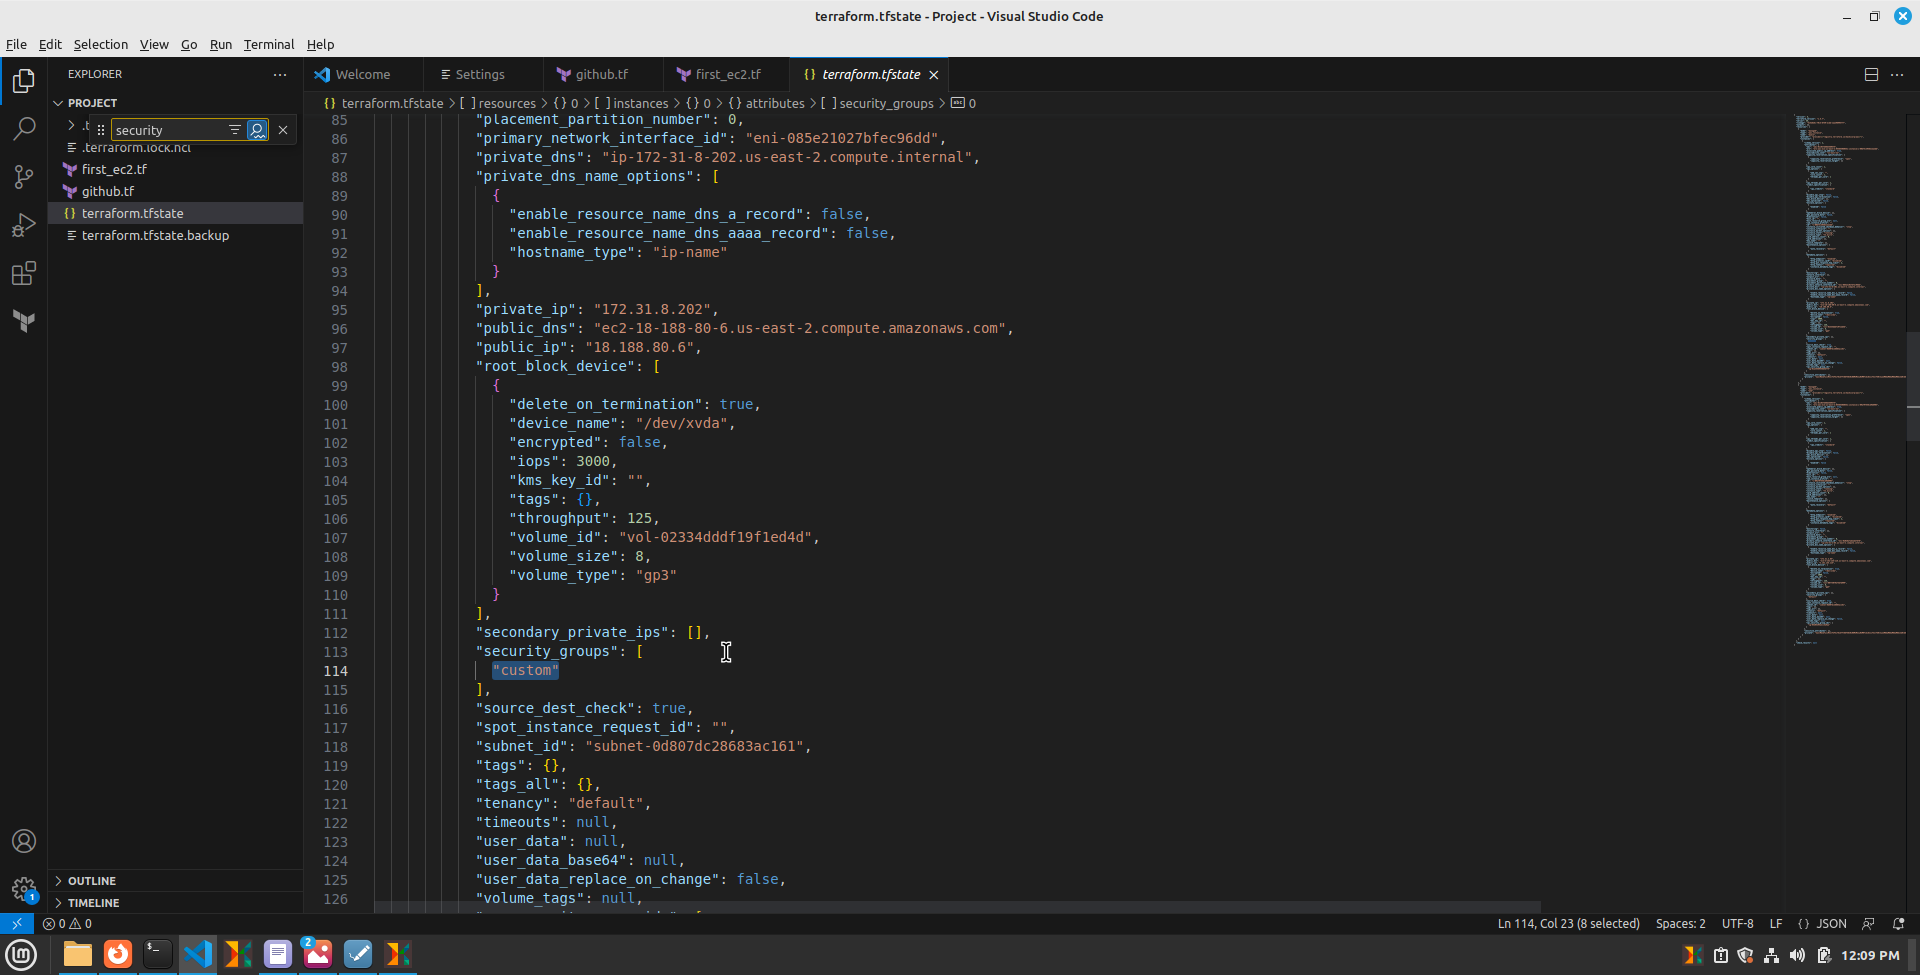 terraform.tfstate - Project - Visual Studio Code
File Edit Selection View Go Run Terminal Help
EXPLORER
Welcome
Settings
github.tf
first_ec2.tf
{} terraform.tfstate
PROJECT
security
.terraform.lock.hcl
first_ec2.tf
github.tf
{} terraform.tfstate
terraform.tfstate.backup
OUTLINE
TIMELINE
{} terraform.tfstate > [ ] resources > {} 0 > [ ] instances > {} 0 > {} attributes > [ ] security_groups > abc 0
85 "placement_partition_number": 0,
86 "primary_network_interface_id": "eni-085e21027bfec96dd",
87 "private_dns": "ip-172-31-8-202.us-east-2.compute.internal",
88 "private_dns_name_options": [
89 {
90 "enable_resource_name_dns_a_record": false,
91 "enable_resource_name_dns_aaaa_record": false,
92 "hostname_type": "ip-name"
93 }
94 ],
95 "private_ip": "172.31.8.202",
96 "public_dns": "ec2-18-188-80-6.us-east-2.compute.amazonaws.com",
97 "public_ip": "18.188.80.6",
98 "root_block_device": [
99 {
100 "delete_on_termination": true,
101 "device_name": "/dev/xvda",
102 "encrypted": false,
103 "iops": 3000,
104 "kms_key_id": "",
105 "tags": {},
106 "throughput": 125,
107 "volume_id": "vol-02334dddf19f1ed4d",
108 "volume_size": 8,
109 "volume_type": "gp3"
110 }
111 ],
112 "secondary_private_ips": [],
113 "security_groups": [
114 "custom"
115 ],
116 "source_dest_check": true,
117 "spot_instance_request_id": "",
118 "subnet_id": "subnet-0d807dc28683ac161",
119 "tags": {},
120 "tags_all": {},
121 "tenancy": "default",
122 "timeouts": null,
123 "user_data": null,
124 "user_data_base64": null,
125 "user_data_replace_on_change": false,
126 "volume_tags": null,
1
0 0
Ln 114, Col 23 (8 selected) Spaces: 2 UTF-8 LF {} JSON
2
12:09 PM